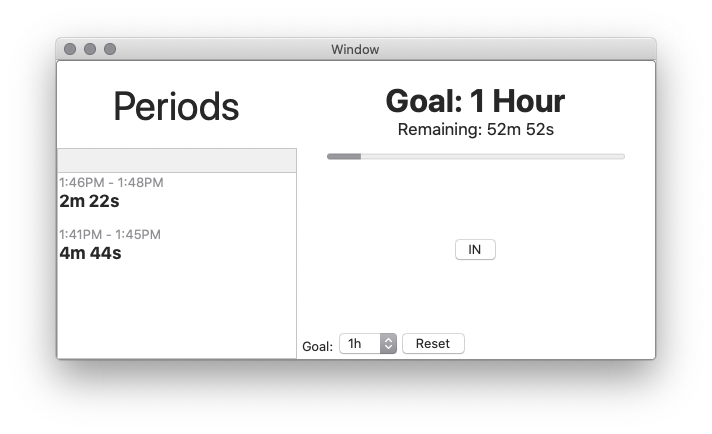 Window
Periods
1:46PM - 1:48PM
2m 22s
1:41PM - 1:45PM
4m 44s
Goal: 1 Hour
Remaining: 52m 52s
IN
Goal: 1h Reset